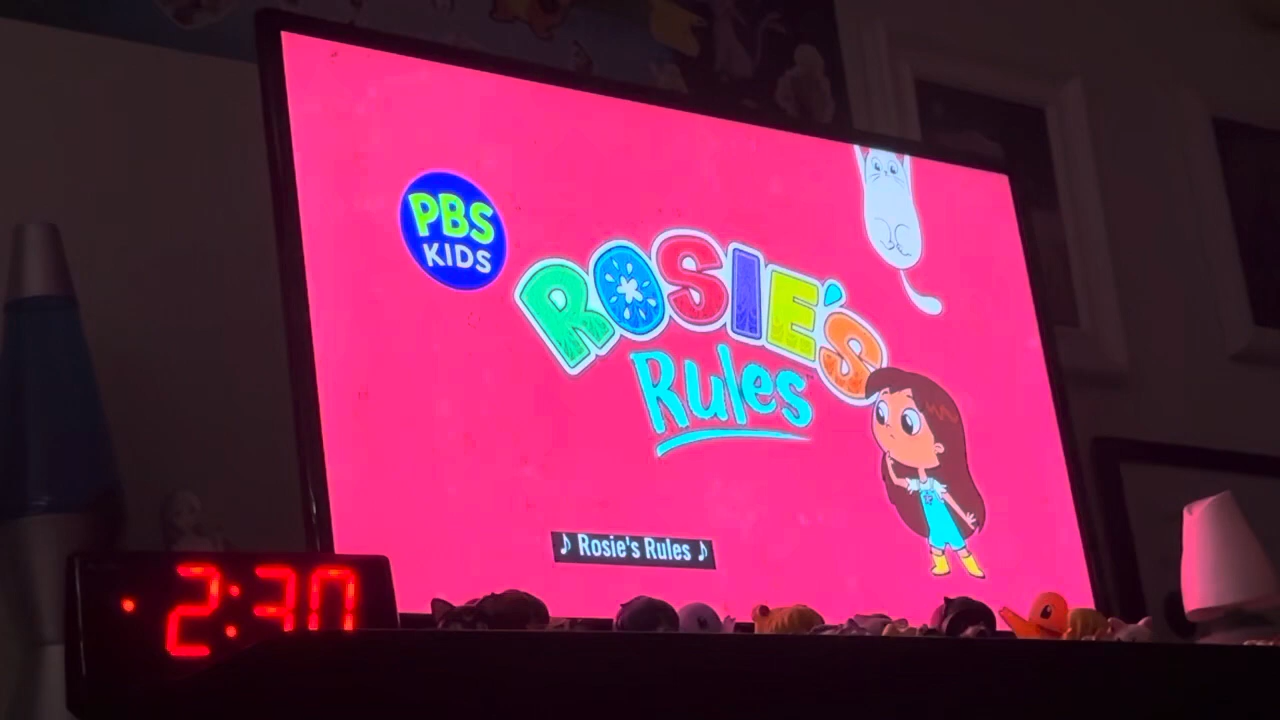 PBS
KIDS
ROSIE'S
Rules
♪ Rosie's Rules ♪
2:30